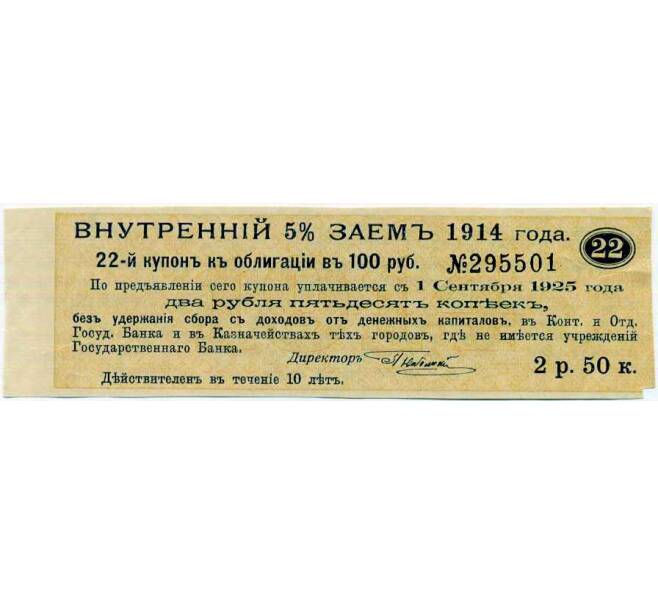 ВНУТРЕННІЙ 5% ЗАЕМЪ 1914 года.
22
22-й купонъ къ облигаціи въ 100 руб. №295501
По предъявленіи сего купона уплачивается съ 1 Сентября 1925 года
два рубля пятьдесятъ копѣекъ,
безъ удержанія сбора съ доходовъ отъ денежныхъ капиталовъ, въ Конт. и Отд.
Госуд. Банка и въ Казначействахъ тѣхъ городовъ, гдѣ не имѣется учрежденій
Государственнаго Банка.
Директоръ
2 р. 50 к.
Дѣйствителенъ въ теченіе 10 лѣтъ.